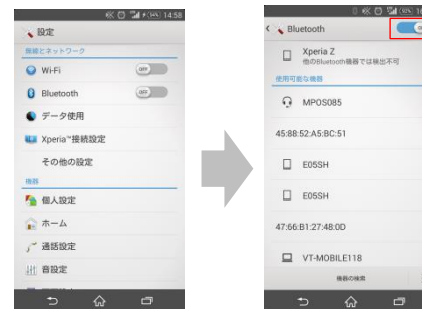 14:58
設定
無線とネットワーク
Wi-Fi
OFF
Bluetooth
OFF
データ使用
Xperia™接続設定
その他の設定
機器
個人設定
ホーム
通話設定
音設定
Bluetooth
Xperia Z
他のBluetooth機器では検出不可
使用可能な機器
MPOS085
45:88:52:A5:BC:51
E05SH
E05SH
47:66:B1:27:48:0D
VT-MOBILE118
機器の検索